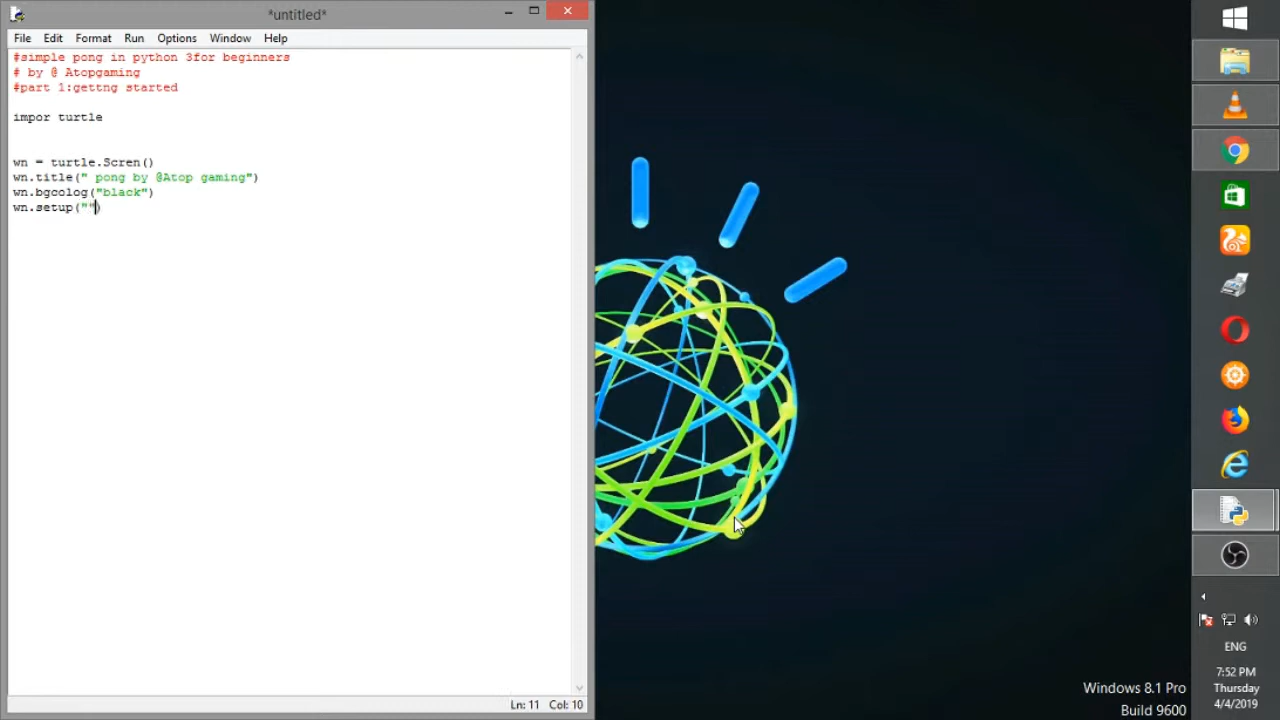 *untitled*
File Edit Format Run Options Window Help
#simple pong in python 3for beginners
# by @ Atopgaming
#part 1:gettng started
impor turtle
wn = turtle.Scren()
wn.title(" pong by @Atop gaming")
wn.bgcolog("black")
wn.setup("")
Ln: 11 Col: 10
ENG
7:52 PM
Thursday
4/4/2019
Windows 8.1 Pro
Build 9600